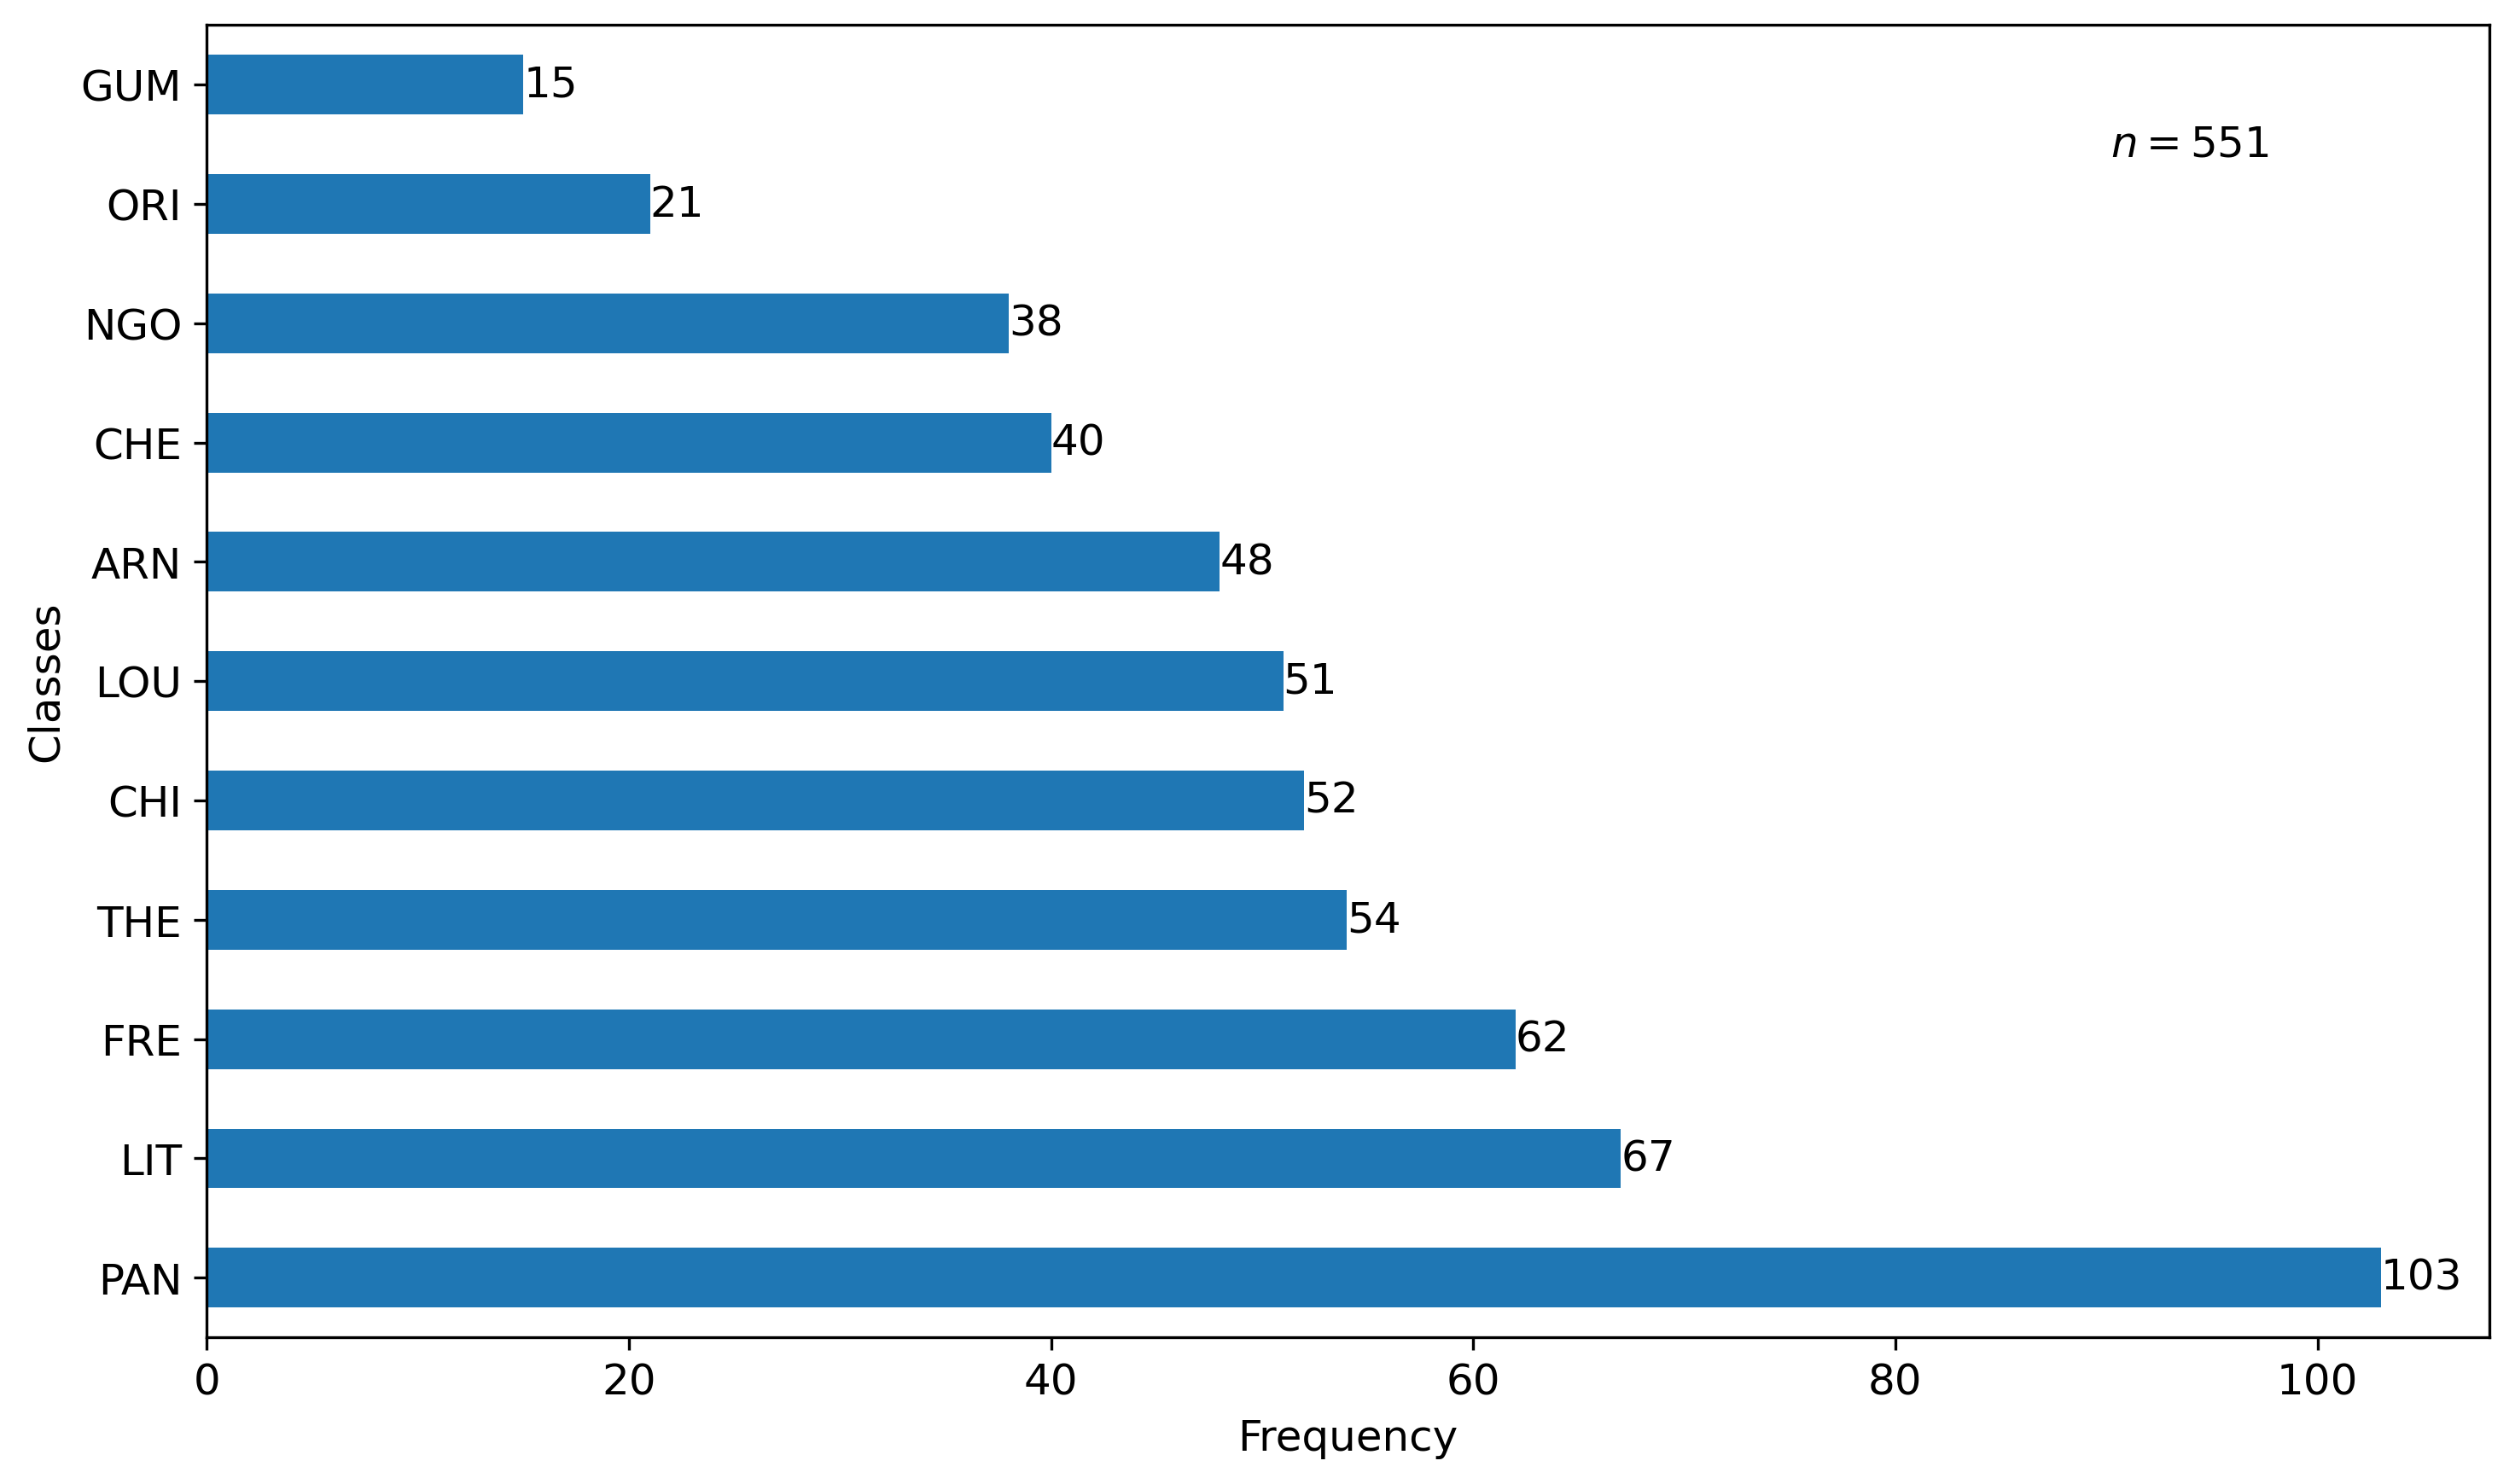 GUM 15
n = 551
ORI 21
NGO 38
CHE 40
ARN 48
LOU 51
Classes
CHI 52
THE 54
FRE 62
LIT 67
PAN 103
0 20 40 60 80 100
Frequency